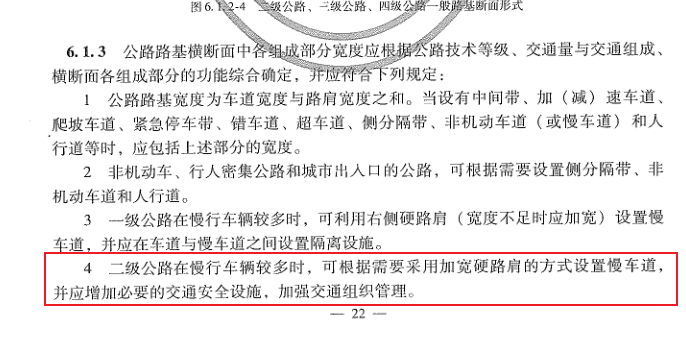 图 6.1.2-4 二级公路、三级公路、四级公路一般路基断面形式
6.1.3 公路路基横断面中各组成部分宽度应根据公路技术等级、交通量与交通组成、
横断面各组成部分的功能综合确定，并应符合下列规定：
1 公路路基宽度为车道宽度与路肩宽度之和。当设有中间带、加（减）速车道、
爬坡车道、紧急停车带、错车道、超车道、侧分隔带、非机动车道（或慢车道）和人
行道等时，应包括上述部分的宽度。
2 非机动车、行人密集公路和城市出入口的公路，可根据需要设置侧分隔带、非
机动车道和人行道。
3 一级公路在慢行车辆较多时，可利用右侧硬路肩（宽度不足时应加宽）设置慢
车道，并应在车道与慢车道之间设置隔离设施。
4 二级公路在慢行车辆较多时，可根据需要采用加宽硬路肩的方式设置慢车道，
并应增加必要的交通安全设施，加强交通组织管理。
— 22 —